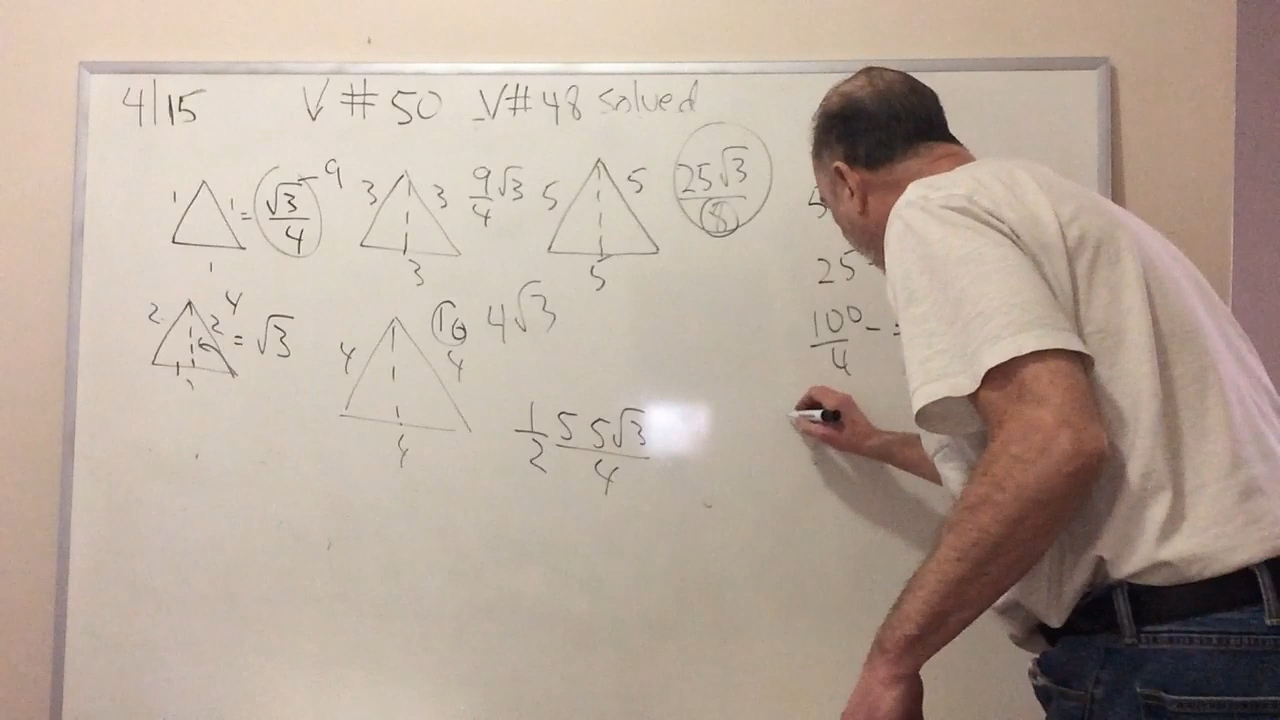 4/15 V # 50 V# 48 solved
1 1 = √3/4 9 3 3 9/4 √3 5 5 25√3/8
1 3 5
2 2 4 = √3 4 4 16 4√3
1 4
1/2 5 5√3/4
5
25
100/4 - =